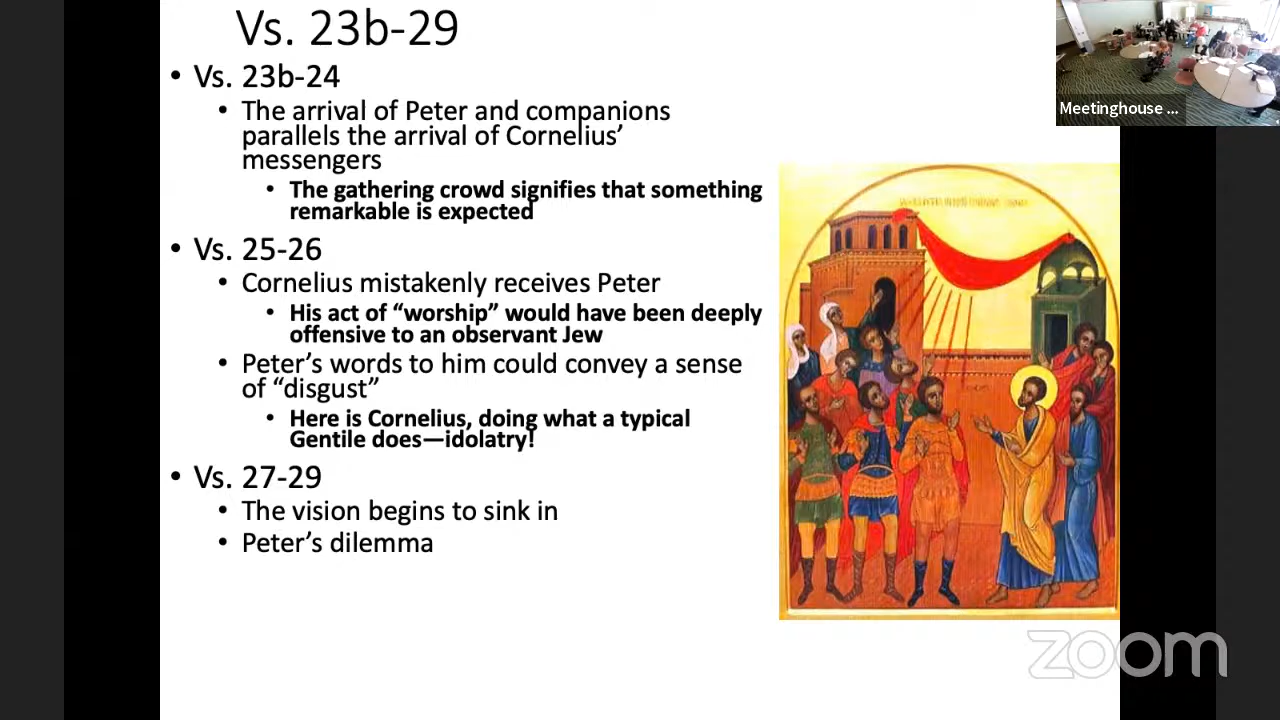 Vs. 23b-29
• Vs. 23b-24
• The arrival of Peter and companions
parallels the arrival of Cornelius’
messengers
• The gathering crowd signifies that something
remarkable is expected
• Vs. 25-26
• Cornelius mistakenly receives Peter
• His act of “worship” would have been deeply
offensive to an observant Jew
• Peter’s words to him could convey a sense
of “disgust”
• Here is Cornelius, doing what a typical
Gentile does—idolatry!
• Vs. 27-29
• The vision begins to sink in
• Peter’s dilemma
Meetinghouse ...
zoom